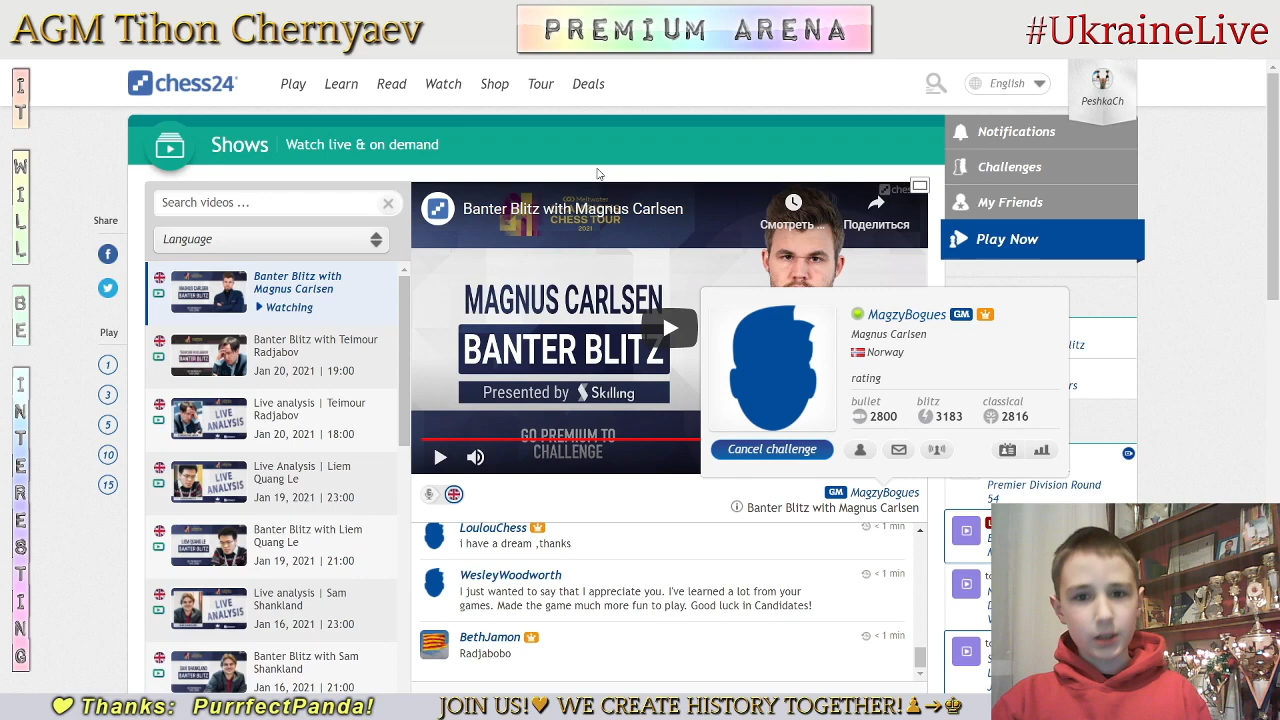 AGM Tihon Chernyaev
PREMIUM ARENA
#UkraineLive
IT
WILL
BE
INTERESTING
chess24
Play
Learn
Read
Watch
Shop
Tour
Deals
English
PeshkaCh
Shows
Watch live & on demand
Notifications
Challenges
My Friends
Play Now
Share
Play
1
3
5
10
15
Search videos ...
Language
Banter Blitz with
Magnus Carlsen
Watching
Banter Blitz with Teimour
Radjabov
Jan 20, 2021 | 19:00
Live analysis | Teimour
Radjabov
Jan 20, 2021 | 18:00
Live Analysis | Liem
Quang Le
Jan 19, 2021 | 23:00
Banter Blitz with LIem
Quang Le
Jan 19, 2021 | 21:00
Live analysis | Sam
Shankland
Jan 16, 2021 | 23:00
Banter Blitz with Sam
Shankland
Jan 16, 2021 | 21:00
Banter Blitz with Magnus Carlsen
Meltwater
CHESS TOUR
2021
Смотреть ...
Поделиться
MAGNUS CARLSEN
BANTER BLITZ
Presented by Skilling
GO PREMIUM TO
CHALLENGE
MagzyBogues GM
Magnus Carlsen
Norway
rating
bullet
2800
blitz
3183
classical
2816
Cancel challenge
GM MagzyBogues
Banter Blitz with Magnus Carlsen
LoulouChess
< 1 min
i have a dream ,thanks
WesleyWoodworth
< 1 min
I just wanted to say that I appreciate you. I've learned a lot from your
games. Made the game much more fun to play. Good luck in Candidates!
BethJamon
< 1 min
Radjabobo
Premier Division Round
54
Thanks: PurrfectPanda!
JOIN US! WE CREATE HISTORY TOGETHER!